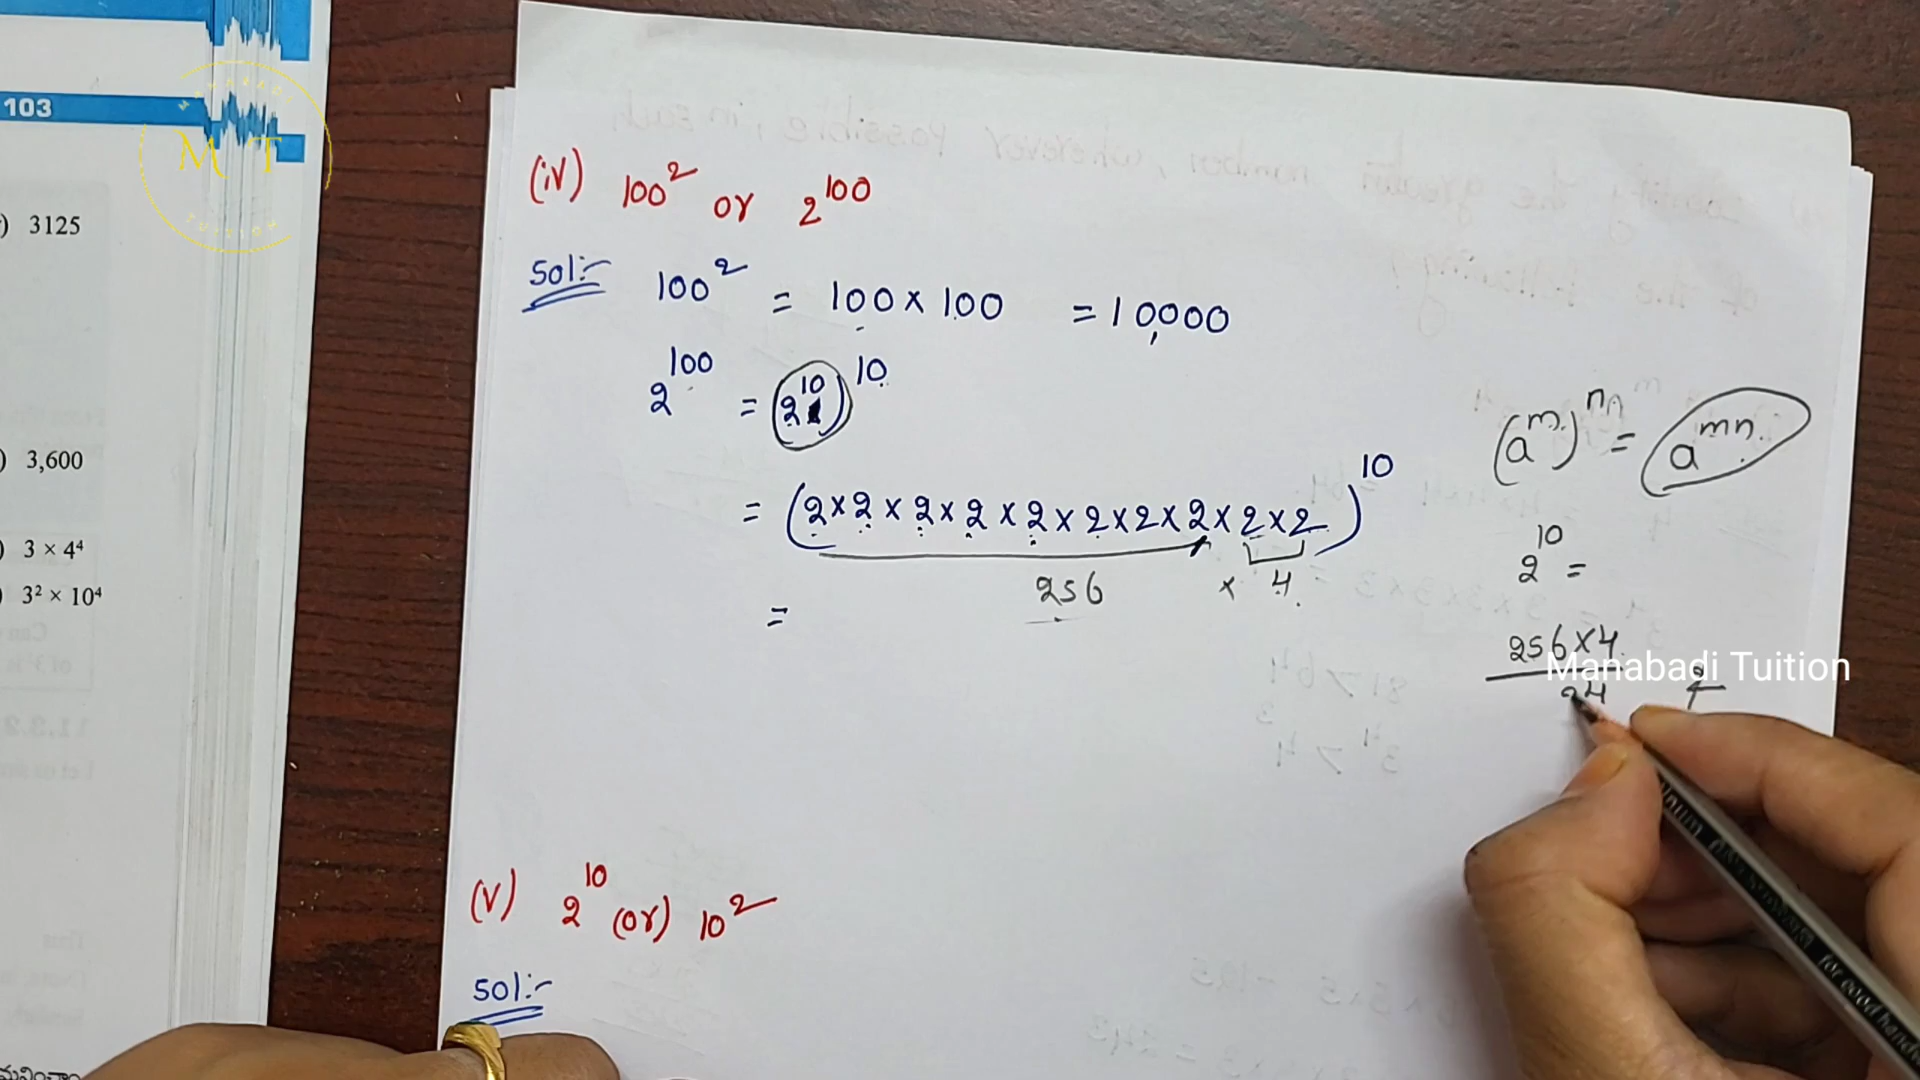 103
) 3125
) 3,600
) 3 × 4⁴
) 3² × 10⁴
M T
(iv) 100² or 2¹⁰⁰
Sol:- 100² = 100 × 100 = 10,000
2¹⁰⁰ = (2¹⁰)¹⁰
= (2×2×2×2×2×2×2×2×2×2)¹⁰
256 × 4
=
(aᵐ)ⁿ = aᵐⁿ
2¹⁰ =
256×4
24 2
Manabadi Tuition
(v) 2¹⁰ (or) 10²
Sol:-